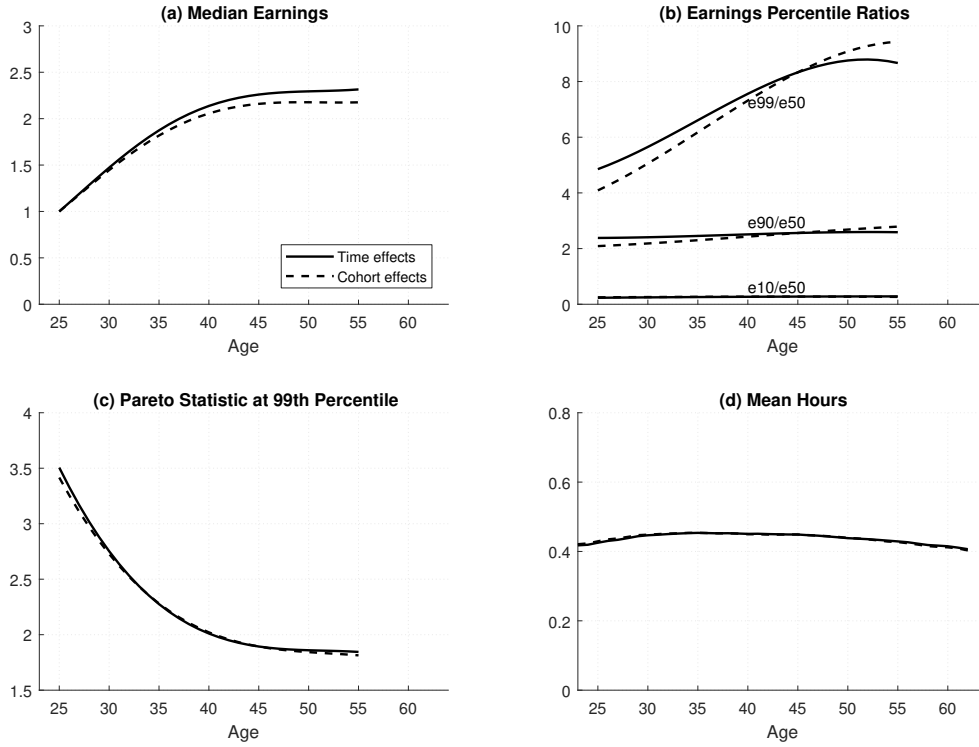 (a) Median Earnings
3
2.5
2
1.5
1
0.5
0
25 30 35 40 45 50 55 60
Age
Time effects
Cohort effects
(b) Earnings Percentile Ratios
10
8
6
4
2
0
e99/e50
e90/e50
e10/e50
25 30 35 40 45 50 55 60
Age
(c) Pareto Statistic at 99th Percentile
4
3.5
3
2.5
2
1.5
25 30 35 40 45 50 55 60
Age
(d) Mean Hours
0.8
0.6
0.4
0.2
0
25 30 35 40 45 50 55 60
Age